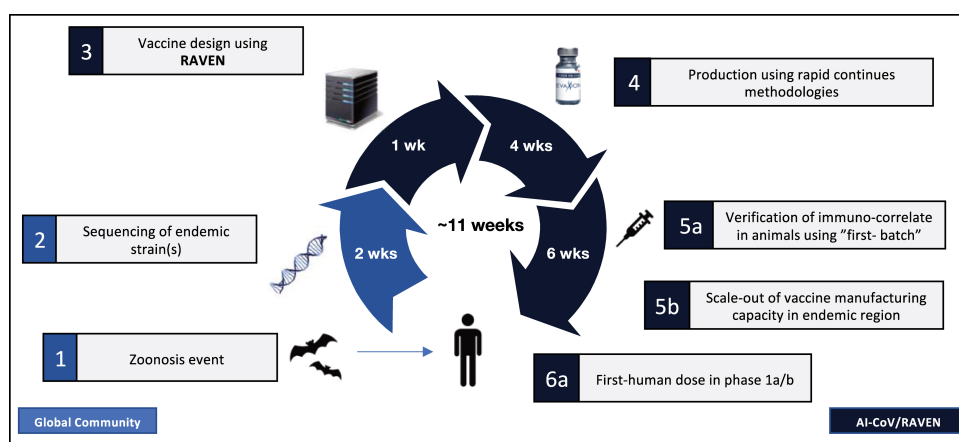 3
Vaccine design using
RAVEN
4
Production using rapid continues
methodologies
1 wk
4 wks
~11 weeks
2 wks
6 wks
2
Sequencing of endemic
strain(s)
5a
Verification of immuno-correlate
in animals using ”first- batch”
5b
Scale-out of vaccine manufacturing
capacity in endemic region
1
Zoonosis event
6a
First-human dose in phase 1a/b
Global Community
AI-CoV/RAVEN